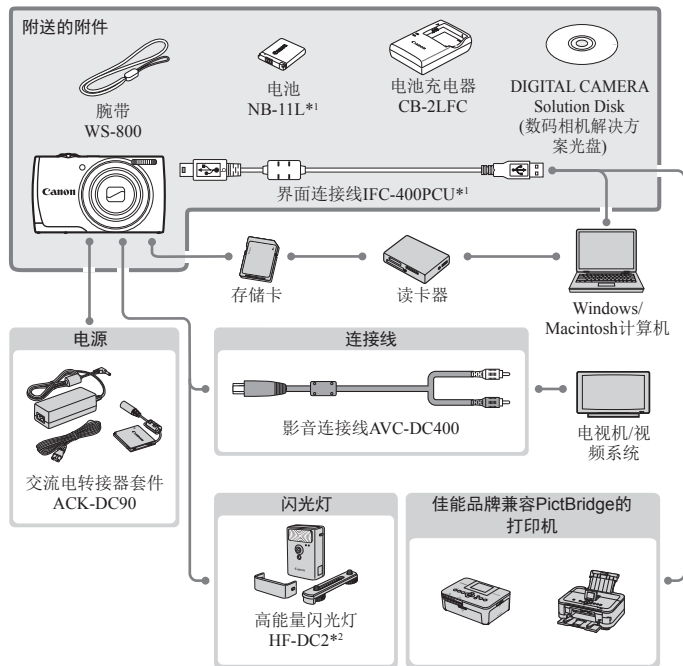 附送的附件
腕带
WS-800
电池
NB-11L*1
电池充电器
CB-2LFC
DIGITAL CAMERA
Solution Disk
(数码相机解决方
案光盘)
Canon
界面连接线IFC-400PCU*1
存储卡
读卡器
Windows/
Macintosh计算机
电源
交流电转接器套件
ACK-DC90
连接线
影音连接线AVC-DC400
电视机/视
频系统
闪光灯
高能量闪光灯
HF-DC2*2
佳能品牌兼容PictBridge的
打印机